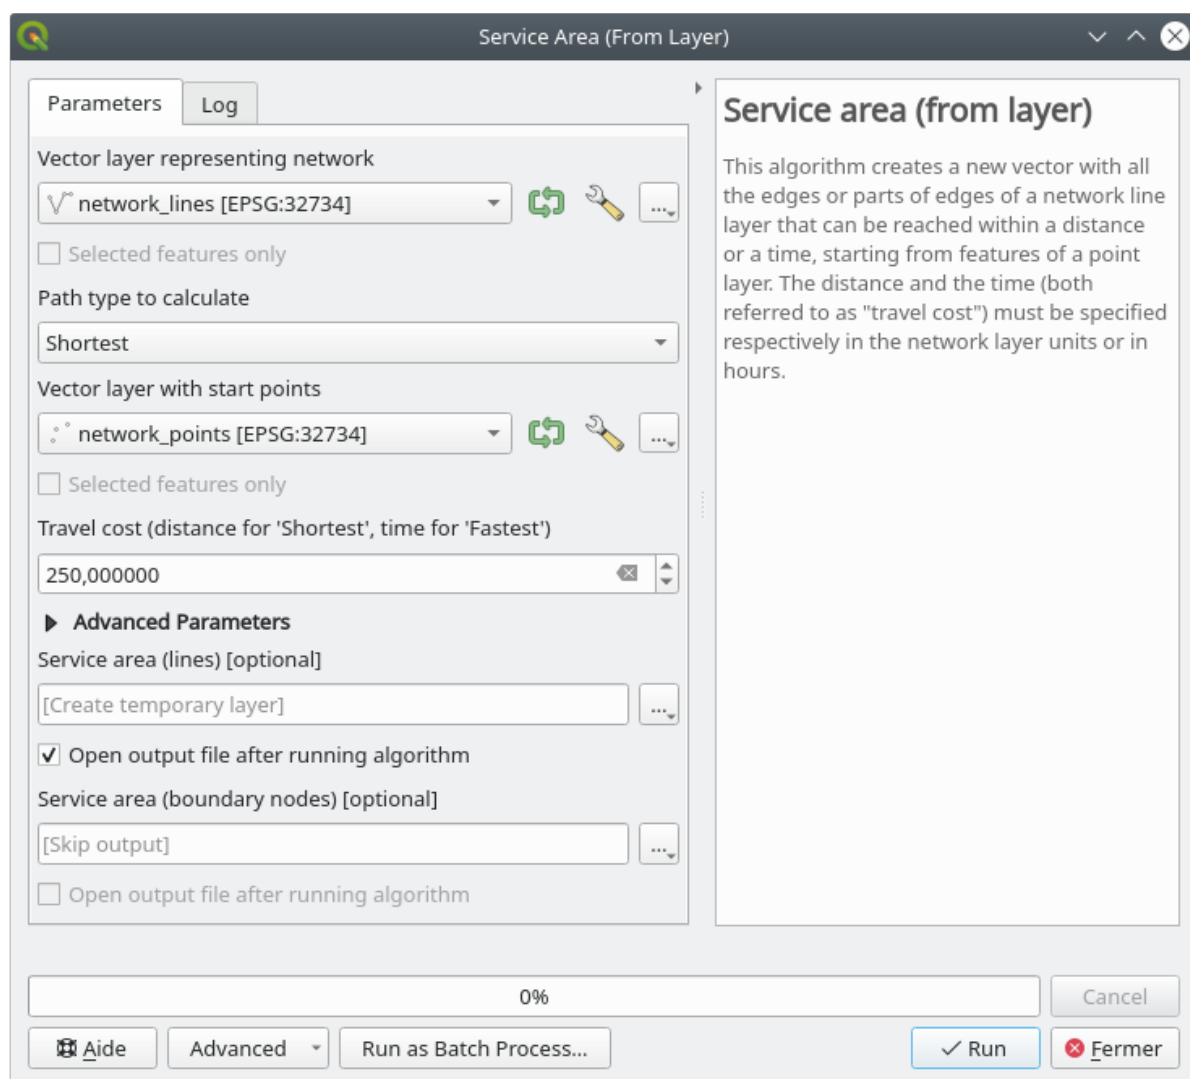 Service Area (From Layer)
Parameters
Log
Vector layer representing network
network_lines [EPSG:32734]
...
Selected features only
Path type to calculate
Shortest
Vector layer with start points
network_points [EPSG:32734]
...
Selected features only
Travel cost (distance for 'Shortest', time for 'Fastest')
250,000000
Advanced Parameters
Service area (lines) [optional]
[Create temporary layer]
...
Open output file after running algorithm
Service area (boundary nodes) [optional]
[Skip output]
...
Open output file after running algorithm
Service area (from layer)
This algorithm creates a new vector with all
the edges or parts of edges of a network line
layer that can be reached within a distance
or a time, starting from features of a point
layer. The distance and the time (both
referred to as "travel cost") must be specified
respectively in the network layer units or in
hours.
0%
Cancel
Aide
Advanced
Run as Batch Process...
Run
Fermer